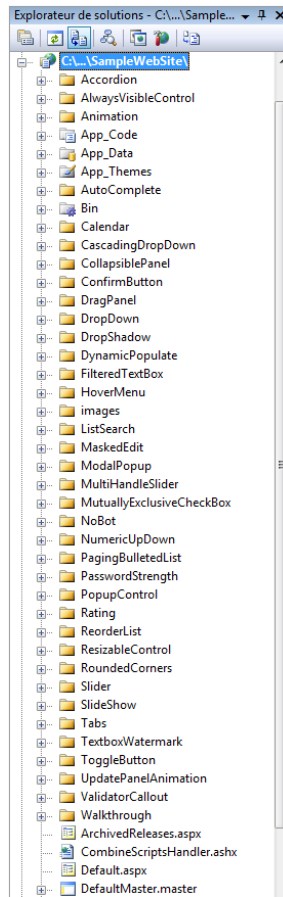 Explorateur de solutions - C:\...\Sample...
C:\...\SampleWebSite\
Accordion
AlwaysVisibleControl
Animation
App_Code
App_Data
App_Themes
AutoComplete
Bin
Calendar
CascadingDropDown
CollapsiblePanel
ConfirmButton
DragPanel
DropDown
DropShadow
DynamicPopulate
FilteredTextBox
HoverMenu
images
ListSearch
MaskedEdit
ModalPopup
MultiHandleSlider
MutuallyExclusiveCheckBox
NoBot
NumericUpDown
PagingBulletedList
PasswordStrength
PopupControl
Rating
ReorderList
ResizableControl
RoundedCorners
Slider
SlideShow
Tabs
TextboxWatermark
ToggleButton
UpdatePanelAnimation
ValidatorCallout
Walkthrough
ArchivedReleases.aspx
CombineScriptsHandler.ashx
Default.aspx
DefaultMaster.master